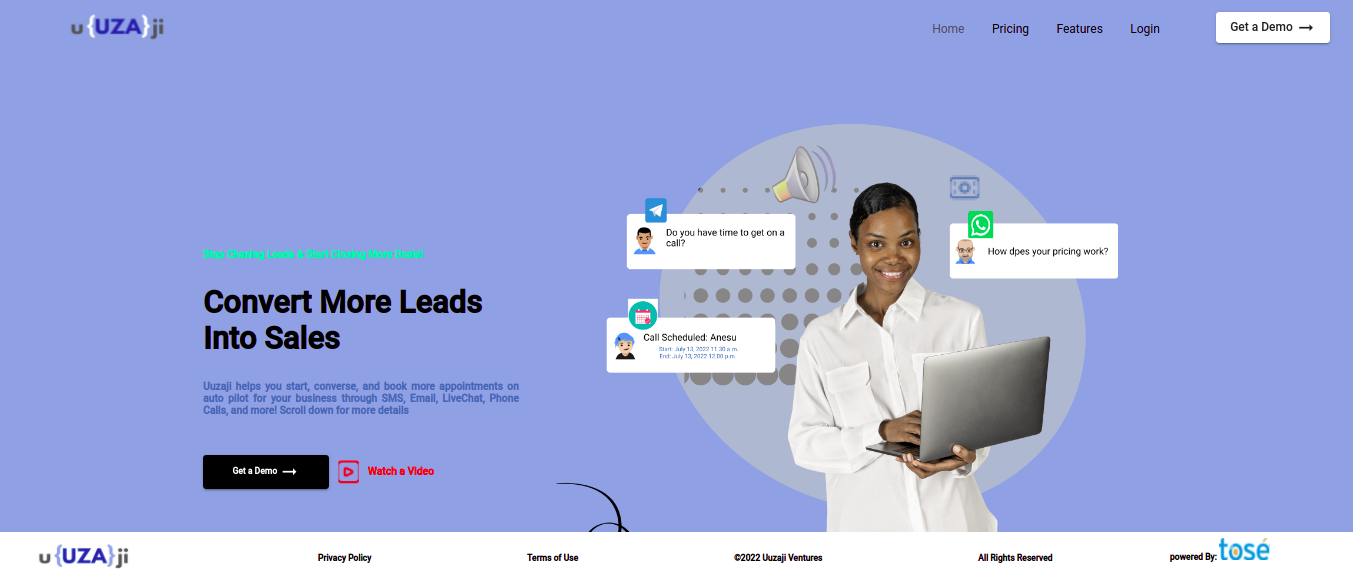 u{UZA}ji
Home Pricing Features Login Get a Demo
Do you have time to get on a
call?
How dpes your pricing work?
Stop Chasing Leads & Start Closing More Deals!
Convert More Leads
Into Sales
Call Scheduled: Anesu
Start: July 13, 2022 11:30 a.m.
End: July 13, 2022 12:00 p.m.
Uuzaji helps you start, converse, and book more appointments on
auto pilot for your business through SMS, Email, LiveChat, Phone
Calls, and more! Scroll down for more details
Get a Demo Watch a Video
u{UZA}ji Privacy Policy Terms of Use ©2022 Uuzaji Ventures All Rights Reserved powered By: tosé